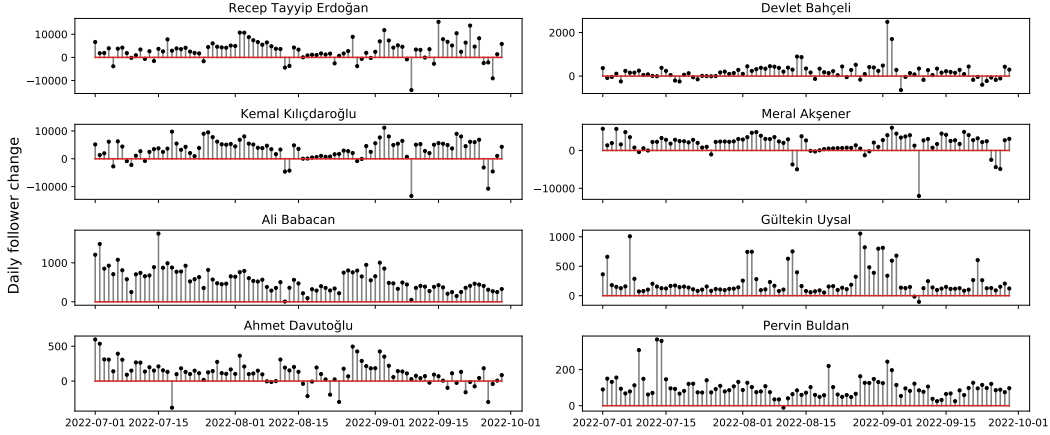 Recep Tayyip Erdoğan
10000
0
−10000
Devlet Bahçeli
2000
0
Kemal Kılıçdaroğlu
10000
0
−10000
Meral Akşener
0
−10000
Daily follower change
Ali Babacan
1000
0
Gültekin Uysal
1000
500
0
Ahmet Davutoğlu
500
0
2022-07-01 2022-07-15 2022-08-01 2022-08-15 2022-09-01 2022-09-15 2022-10-01
Pervin Buldan
200
0
2022-07-01 2022-07-15 2022-08-01 2022-08-15 2022-09-01 2022-09-15 2022-10-01